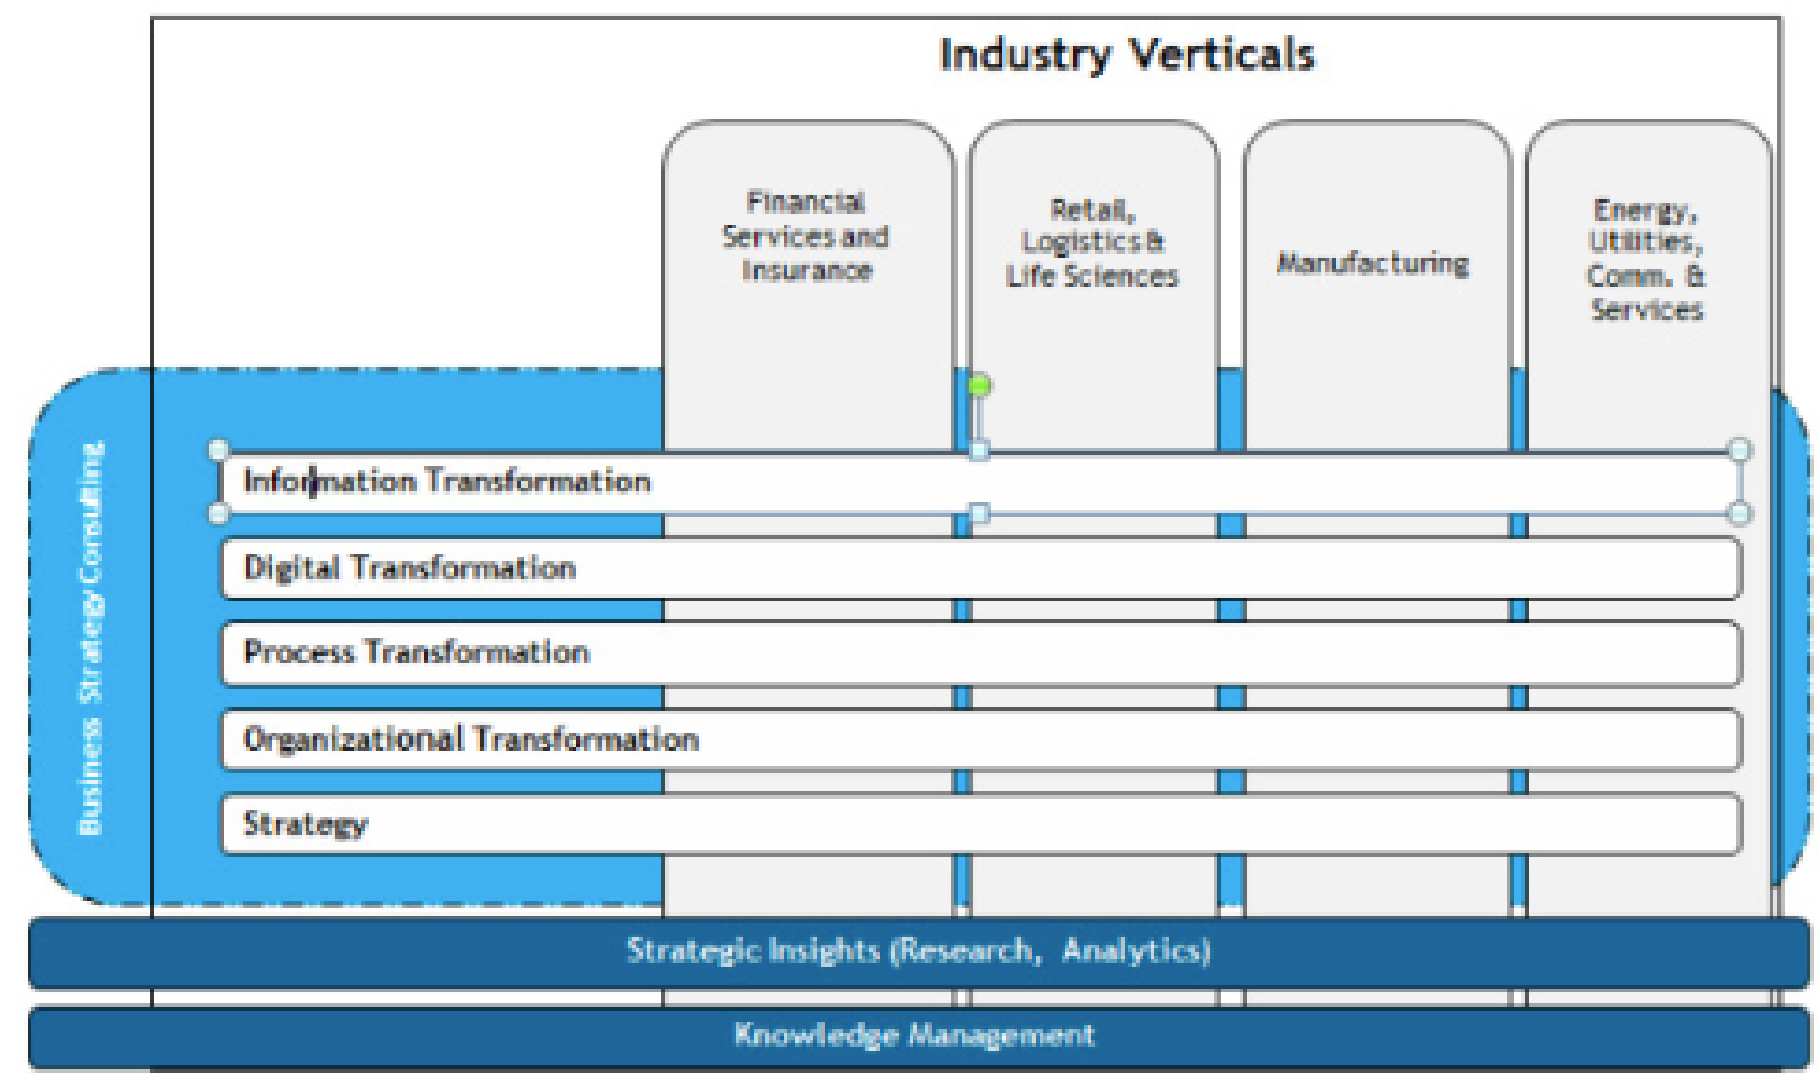 Industry Verticals
Financial
Services and
Insurance
Retail,
Logistics &
Life Sciences
Manufacturing
Energy,
Utilities,
Comm. &
Services
Business Strategy Consulting
Information Transformation
Digital Transformation
Process Transformation
Organizational Transformation
Strategy
Strategic Insights (Research, Analytics)
Knowledge Management